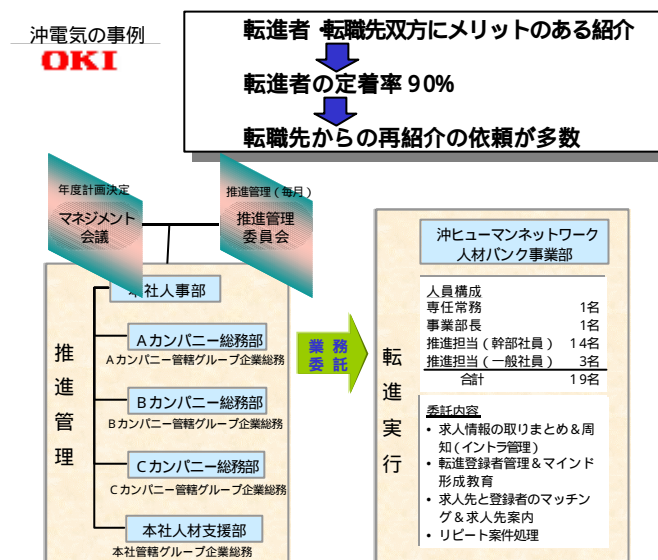 沖電気の事例
OKI
転進者・転職先双方にメリットのある紹介
転進者の定着率90%
転職先からの再紹介の依頼が多数
年度計画決定
マネジメント
会議
推進管理(毎月)
推進管理
委員会
推進管理
本社人事部
Aカンパニー総務部
Aカンパニー管轄グループ企業総務
Bカンパニー総務部
Bカンパニー管轄グループ企業総務
Cカンパニー総務部
Cカンパニー管轄グループ企業総務
本社人材支援部
本社管轄グループ企業総務
業務
委託
転進実行
沖ヒューマンネットワーク
人材バンク事業部
人員構成
専任常務 1名
事業部長 1名
推進担当(幹部社員) 14名
推進担当(一般社員) 3名
合計 19名
委託内容
• 求人情報の取りまとめ&周
知(イントラ管理)
• 転進登録者管理&マインド
形成教育
• 求人先と登録者のマッチン
グ&求人先案内
• リピート案件処理